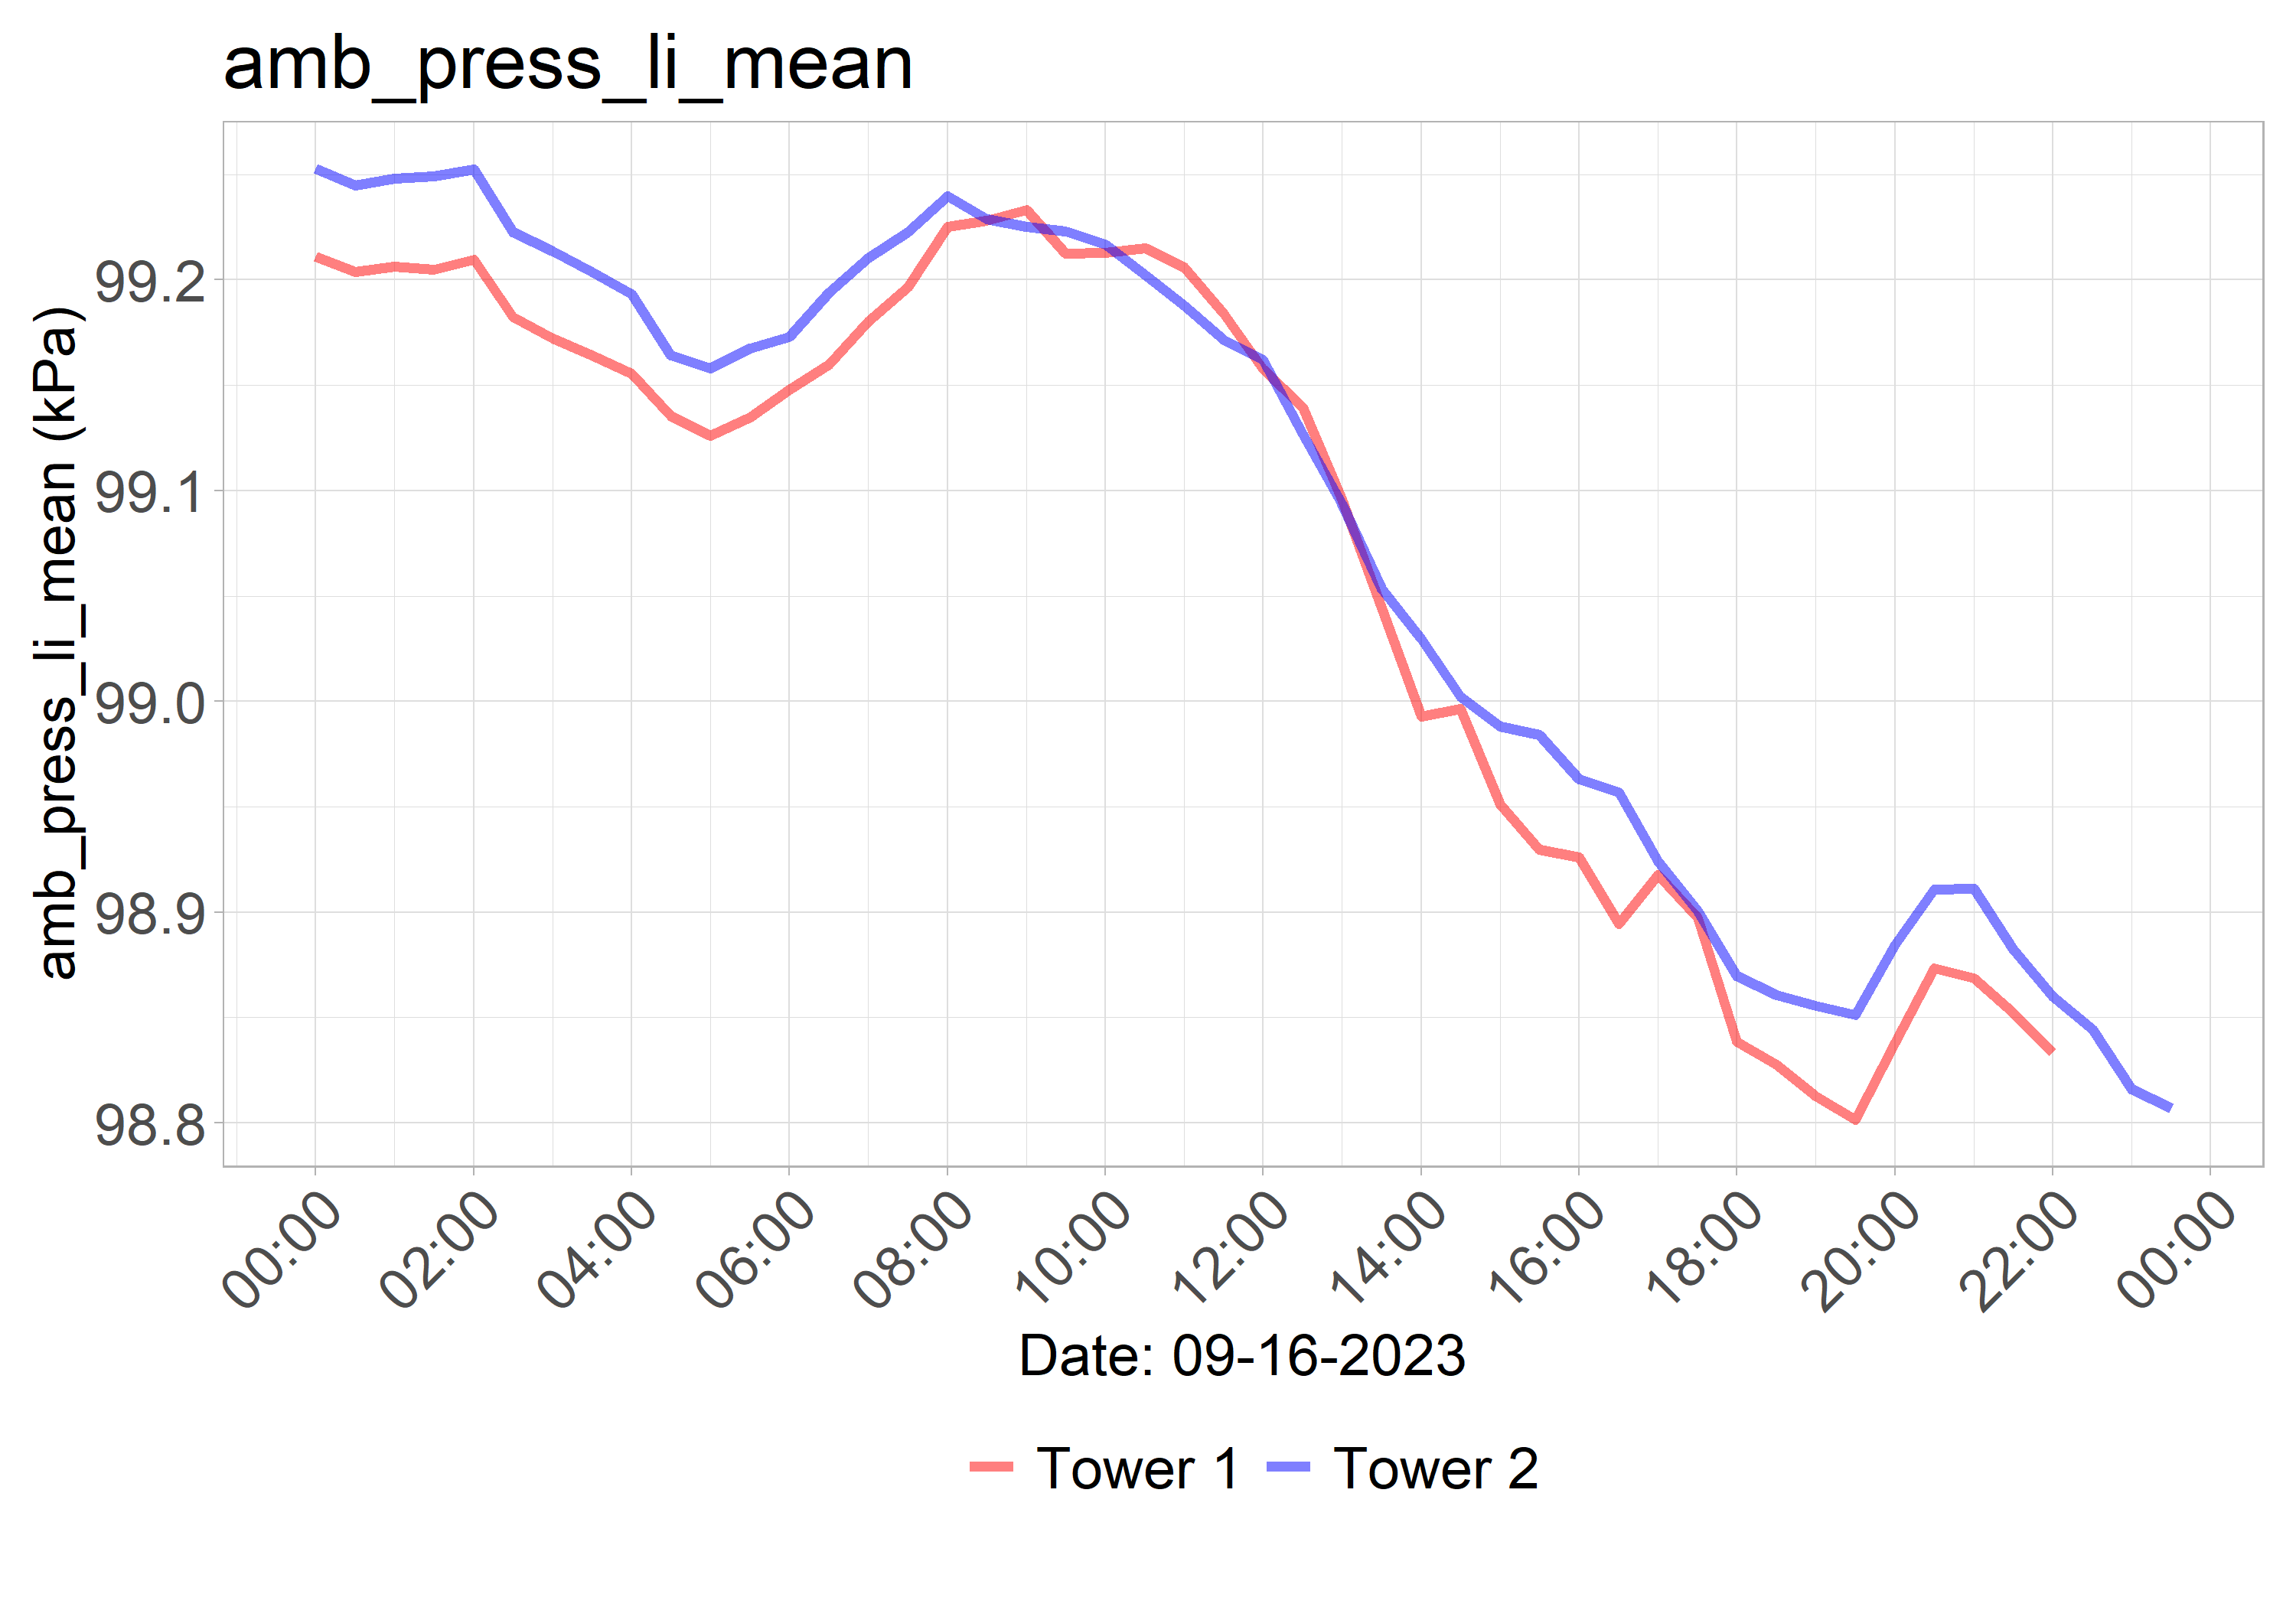 amb_press_li_mean
amb_press_li_mean (kPa)
99.2
99.1
99.0
98.9
98.8
00:00 02:00 04:00 06:00 08:00 10:00 12:00 14:00 16:00 18:00 20:00 22:00 00:00
Date: 09-16-2023
Tower 1 Tower 2